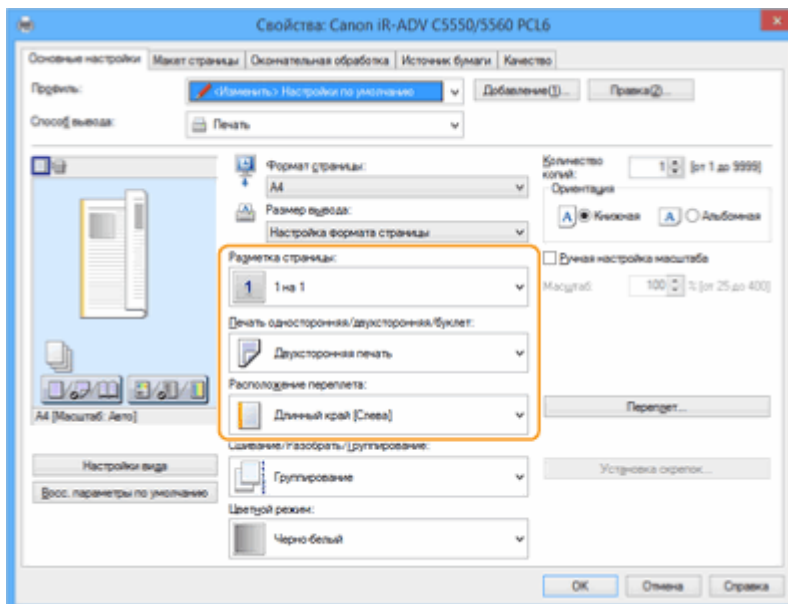 Свойства: Canon iR-ADV C5550/5560 PCL6
Основные настройки Макет страницы Окончательная обработка Источник бумаги Качество
Профиль: <Изменить> Настройки по умолчанию Добавление(1)... Правка(2)...
Способ вывода: Печать
Формат страницы:
A4
Размер вывода:
Настройка формата страницы
Разметка страницы:
1 1 на 1
Печать односторонняя/двухсторонняя/буклет:
Двухсторонняя печать
Расположение переплета:
Длинный край [Слева]
Сшивание/Разобрать/Группирование:
Группирование
Цветной режим:
Черно-белый
Количество копий: 1 [от 1 до 9999]
Ориентация
A Книжная A Альбомная
Ручная настройка масштаба
Масштаб: 100 % [от 25 до 400]
Переплет...
Установка скрепок...
A4 [Масштаб: Авто]
Настройки вида
Восс. параметры по умолчанию
OK Отмена Справка